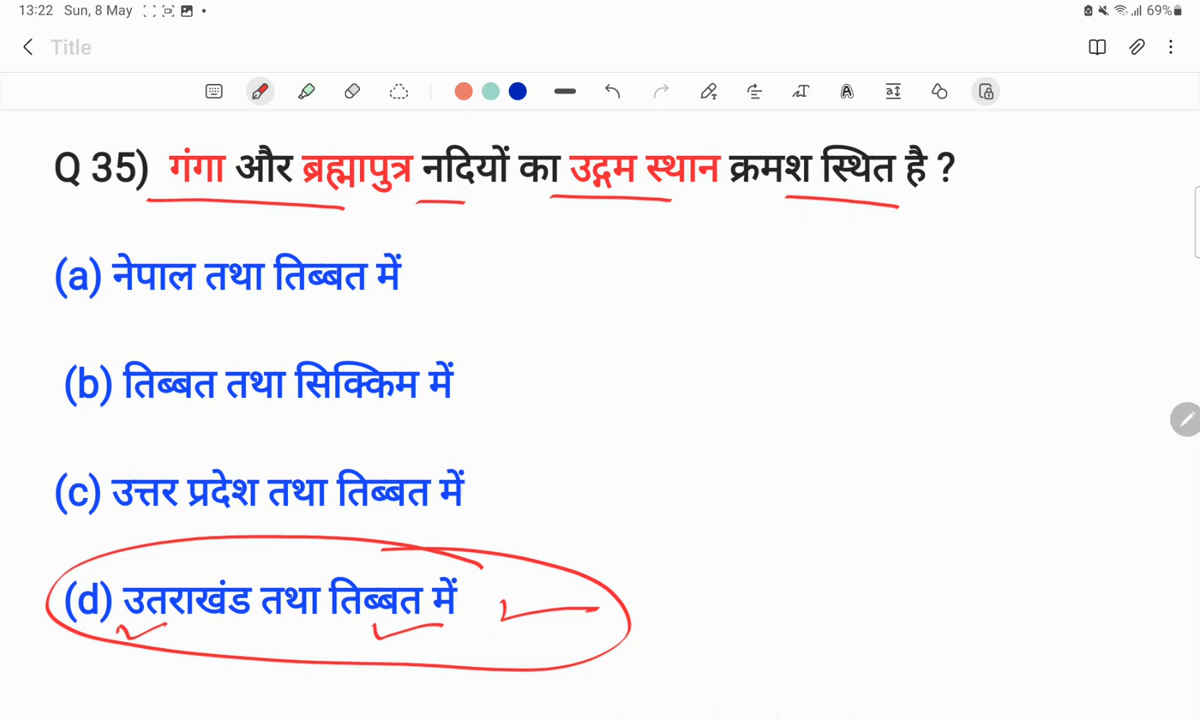 13:22 Sun, 8 May 69%
Title
Q 35) गंगा और ब्रह्मापुत्र नदियों का उद्गम स्थान क्रमश स्थित है ?
(a) नेपाल तथा तिब्बत में
(b) तिब्बत तथा सिक्किम में
(c) उत्तर प्रदेश तथा तिब्बत में
(d) उतराखंड तथा तिब्बत में